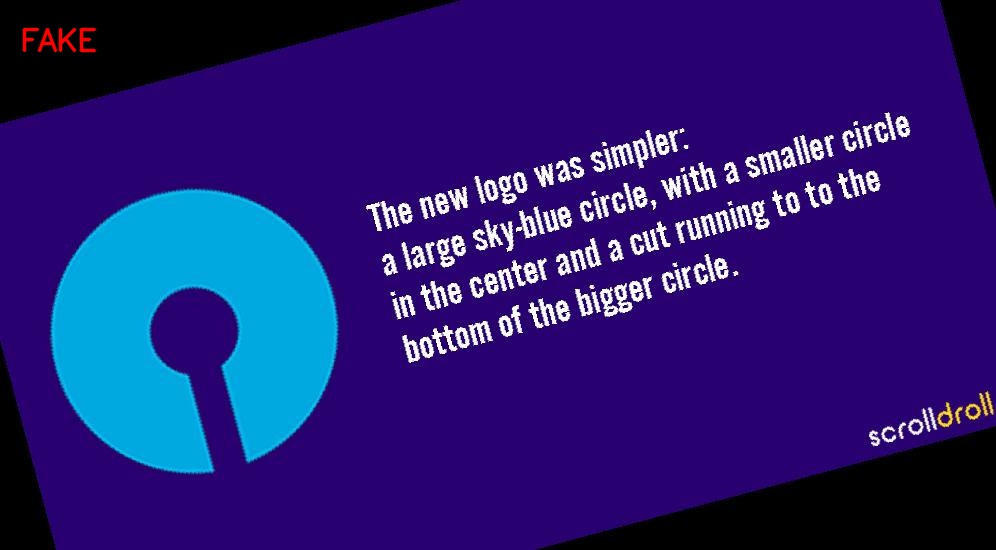 FAKE
The new logo was simpler:
a large sky-blue circle, with a smaller circle
in the center and a cut running to to the
bottom of the bigger circle.
scrolldroll